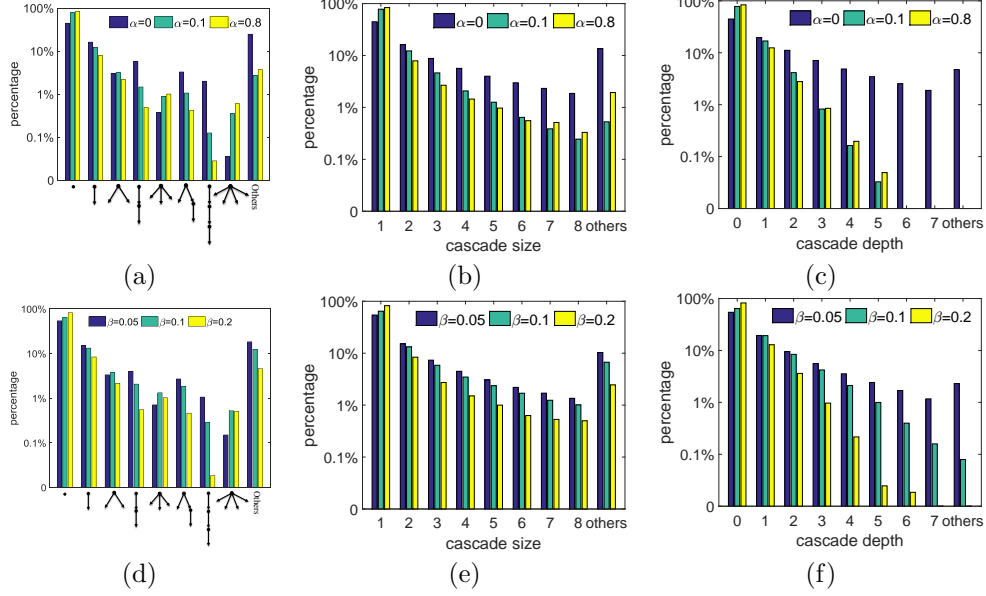 100%
10%
1%
0.1%
0
percentage
α=0 α=0.1 α=0.8
Others
(a)
100%
10%
1%
0.1%
0
percentage
α=0 α=0.1 α=0.8
1 2 3 4 5 6 7 8 others
cascade size
(b)
100%
10%
1%
0.1%
0
percentage
α=0 α=0.1 α=0.8
0 1 2 3 4 5 6 7 others
cascade depth
(c)
100%
10%
1%
0.1%
0
percentage
β=0.05 β=0.1 β=0.2
Others
(d)
100%
10%
1%
0.1%
0
percentage
β=0.05 β=0.1 β=0.2
1 2 3 4 5 6 7 8 others
cascade size
(e)
100%
10%
1%
0.1%
0
percentage
β=0.05 β=0.1 β=0.2
0 1 2 3 4 5 6 7 others
cascade depth
(f)